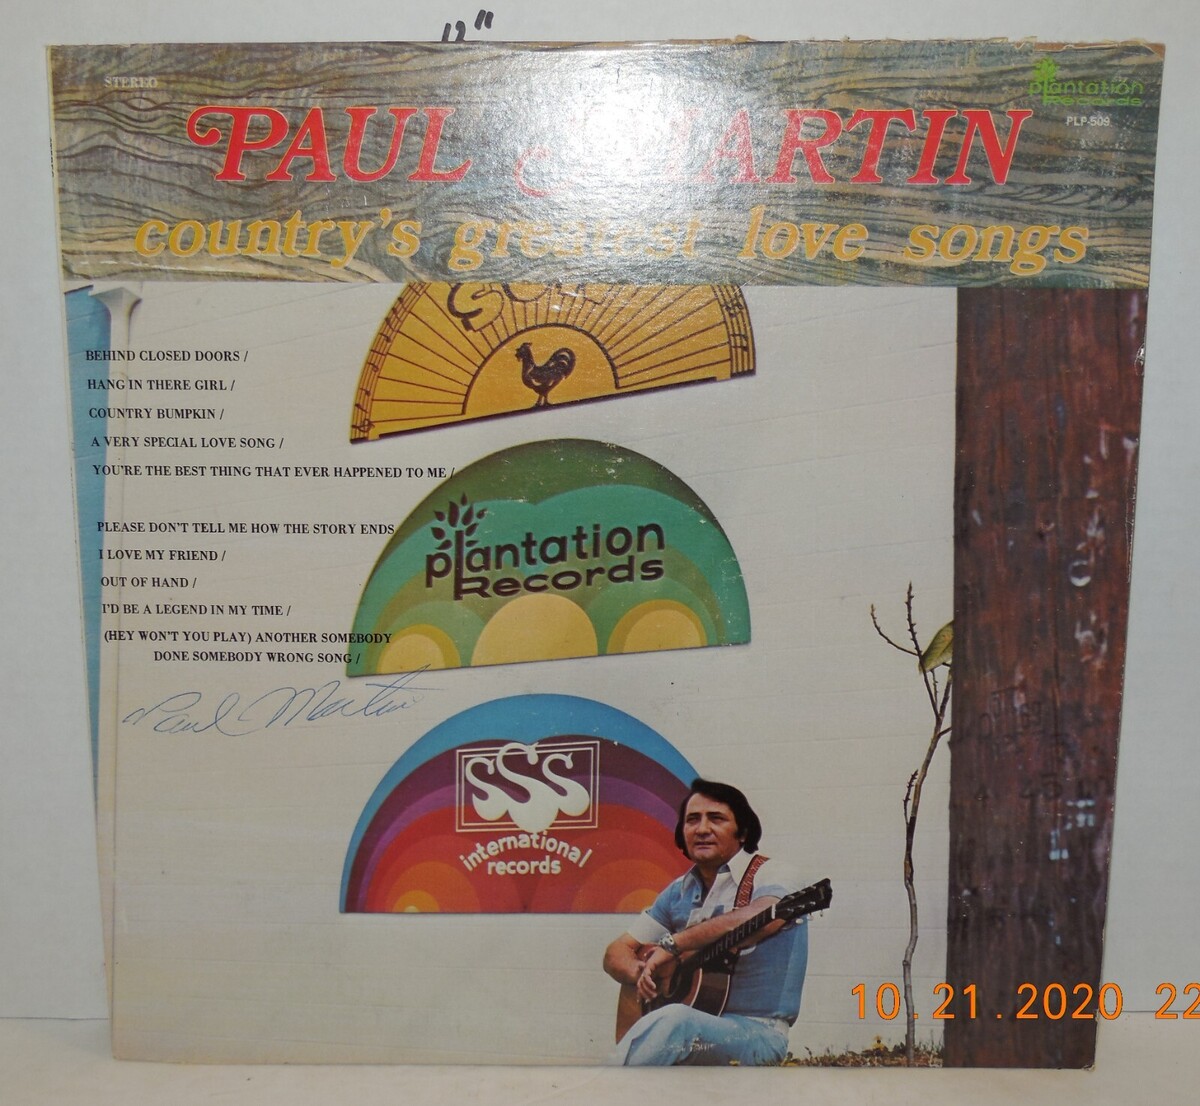 12"
STEREO
plantation
Records
PLP-509
PAUL MARTIN
country's greatest love songs
SUN
BEHIND CLOSED DOORS /
HANG IN THERE GIRL /
COUNTRY BUMPKIN /
A VERY SPECIAL LOVE SONG /
YOU'RE THE BEST THING THAT EVER HAPPENED TO ME /
PLEASE DON'T TELL ME HOW THE STORY ENDS
I LOVE MY FRIEND /
OUT OF HAND /
I'D BE A LEGEND IN MY TIME /
(HEY WON'T YOU PLAY) ANOTHER SOMEBODY
DONE SOMEBODY WRONG SONG /
plantation
Records
Paul Martin
SSS
international
records
10.21.2020 22